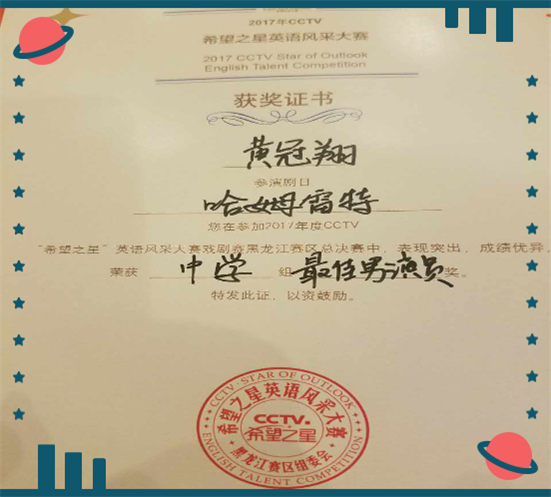 2017年CCTV
希望之星英语风采大赛
2017 CCTV Star of Outlook
English Talent Competition
获奖证书
黄冠翔
参演剧目
哈姆雷特
您在参加2017年度CCTV
“希望之星”英语风采大赛戏剧赛黑龙江赛区总决赛中，表现突出，成绩优异，
荣获 中学 组 最佳男演员 奖。
特发此证，以资鼓励。
CCTV·STAR OF OUTLOOK
希望之星英语风采大赛
CCTV
希望之星
黑龙江赛区组委会
ENGLISH TALENT COMPETITION